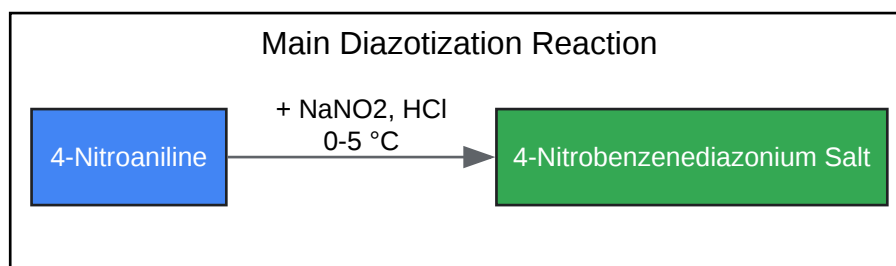 Main Diazotization Reaction
+ NaNO2, HCl
0-5 °C
4-Nitroaniline
4-Nitrobenzenediazonium Salt